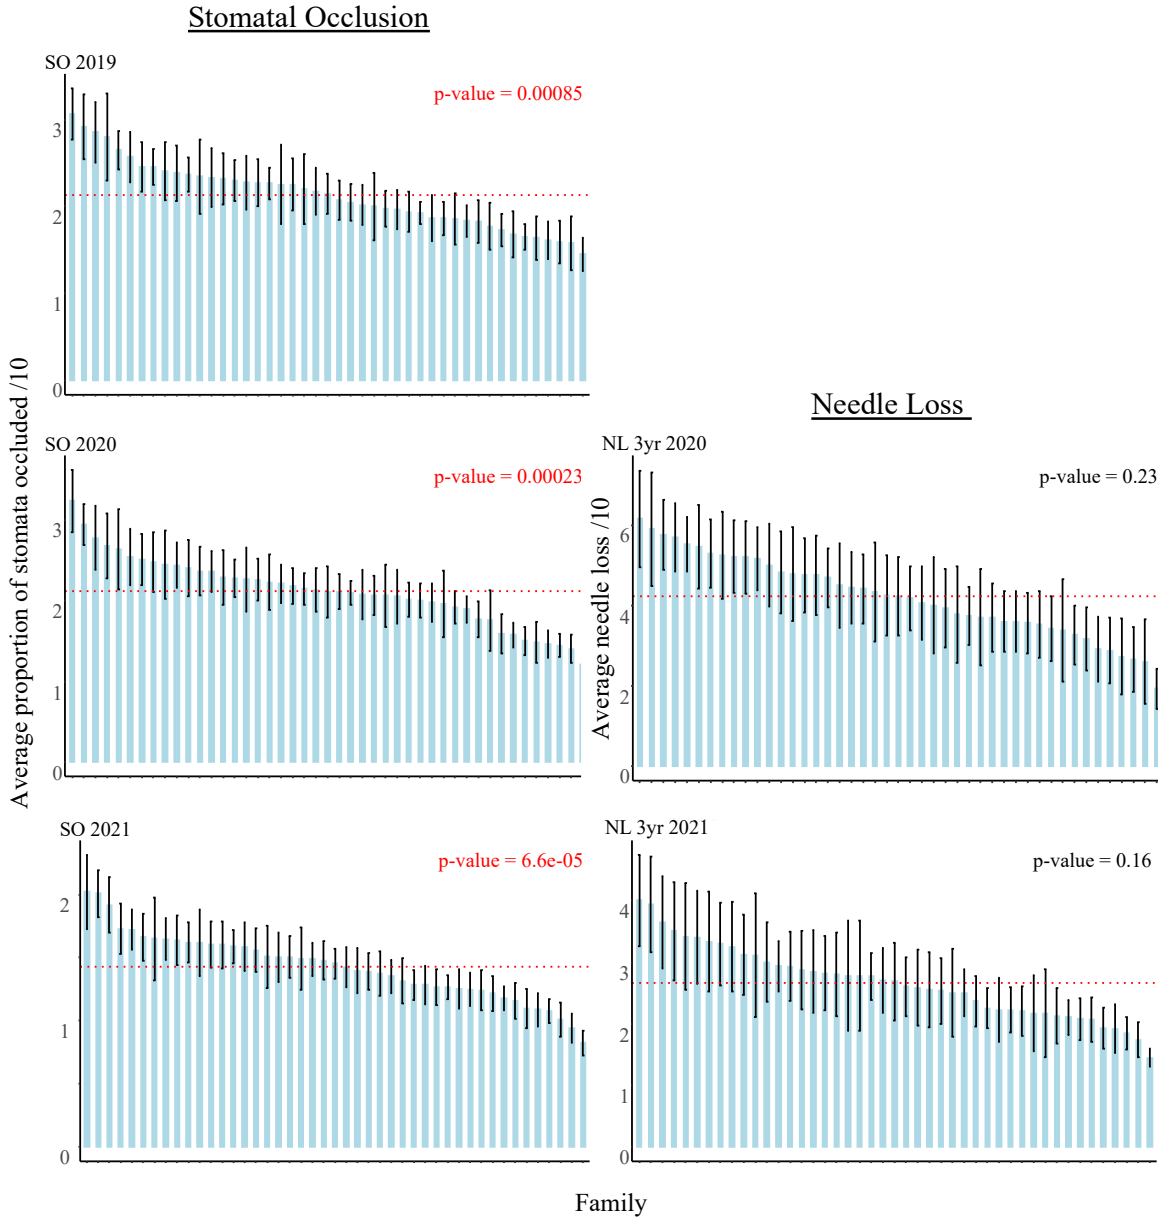 Stomatal Occlusion
SO 2019
p-value = 0.00085
3
2
1
0
Average proportion of stomata occluded /10
Needle Loss
SO 2020
p-value = 0.00023
3
2
1
0
NL 3yr 2020
p-value = 0.23
6
4
2
0
Average needle loss /10
SO 2021
p-value = 6.6e-05
2
1
0
NL 3yr 2021
p-value = 0.16
4
3
2
1
0
Family